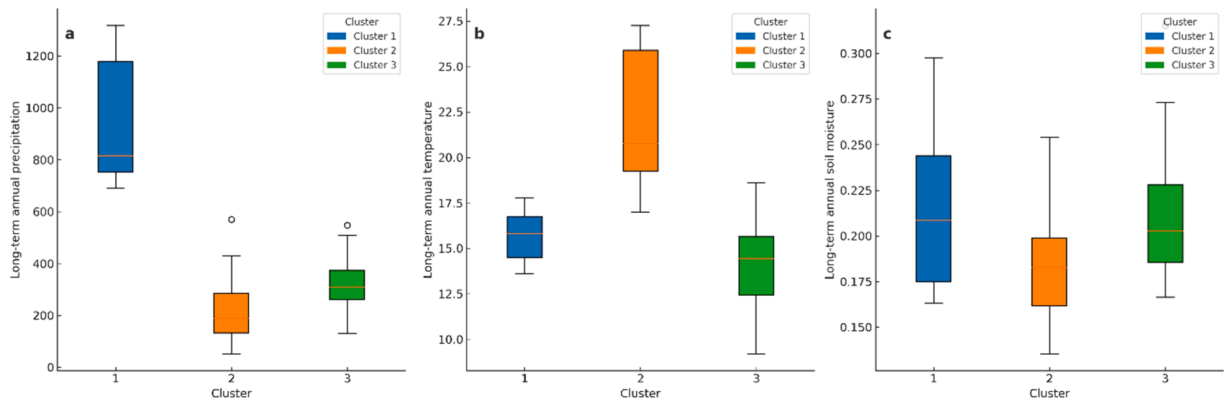 a
Cluster
Cluster 1
Cluster 2
Cluster 3
Long-term annual precipitation
1200
1000
800
600
400
200
0
1 2 3
Cluster
b
Cluster
Cluster 1
Cluster 2
Cluster 3
Long-term annual temperature
27.5
25.0
22.5
20.0
17.5
15.0
12.5
10.0
1 2 3
Cluster
c
Cluster
Cluster 1
Cluster 2
Cluster 3
Long-term annual soil moisture
0.300
0.275
0.250
0.225
0.200
0.175
0.150
1 2 3
Cluster